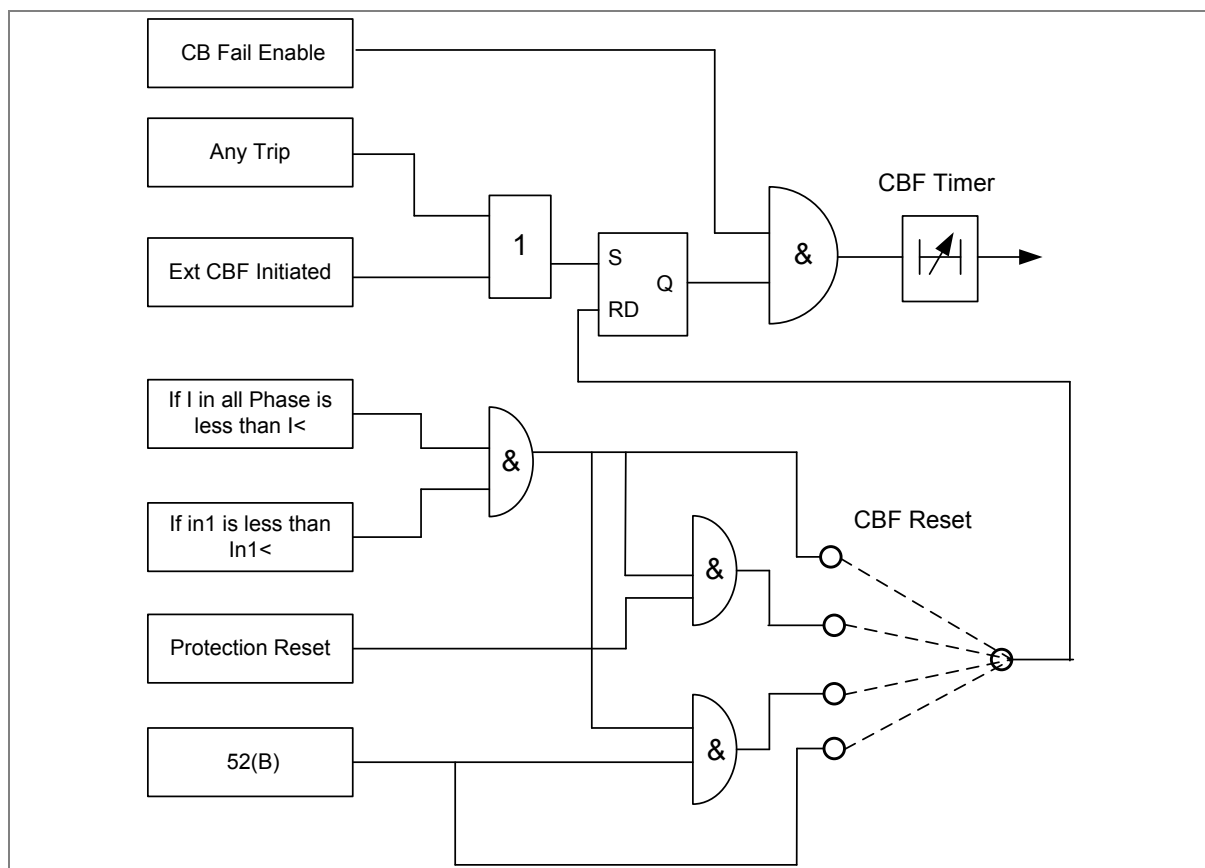 CB Fail Enable
Any Trip
CBF Timer
1
S
&
Ext CBF Initiated
Q
RD
If I in all Phase is
less than I<
&
If in1 is less than
In1<
CBF Reset
&
Protection Reset
52(B)
&